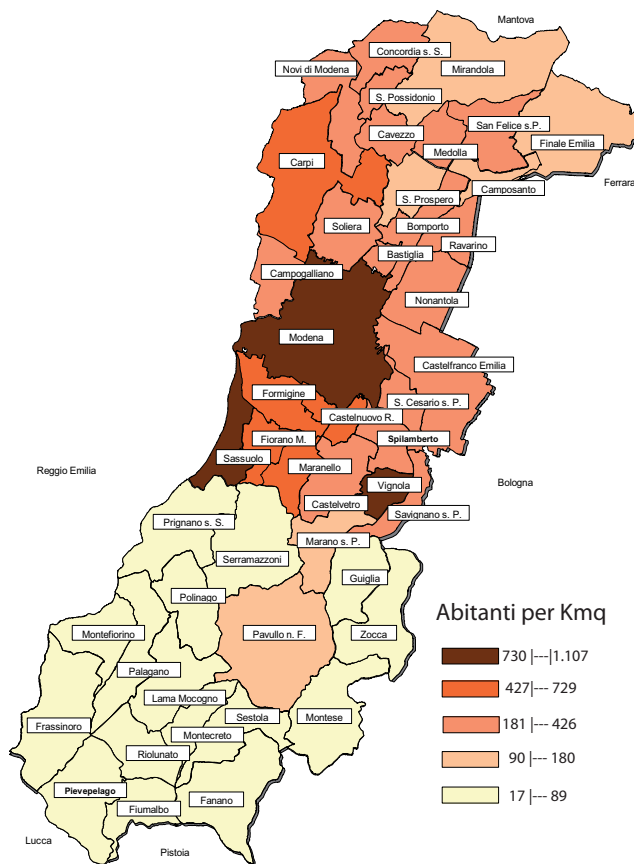 Mantova
Concordia s. S.
Novi di Modena
Mirandola
S. Possidonio
San Felice s.P.
Cavezzo
Finale Emilia
Medolla
Carpi
Camposanto
Ferrara
S. Prospero
Soliera
Bomporto
Ravarino
Bastiglia
Campogalliano
Nonantola
Modena
Castelfranco Emilia
Formigine
S. Cesario s. P.
Castelnuovo R.
Fiorano M.
Spilamberto
Sassuolo
Maranello
Reggio Emilia
Vignola
Bologna
Castelvetro
Savignano s. P.
Prignano s. S.
Marano s. P.
Serramazzoni
Guiglia
Polinago
Montefiorino
Pavullo n. F.
Zocca
Palagano
Lama Mocogno
Frassinoro
Sestola
Montese
Montecreto
Riolunato
Pievepelago
Fanano
Fiumalbo
Lucca
Pistoia
Abitanti per Kmq
730 |---|1.107
427|--- 729
181 |--- 426
90 |--- 180
17 |--- 89